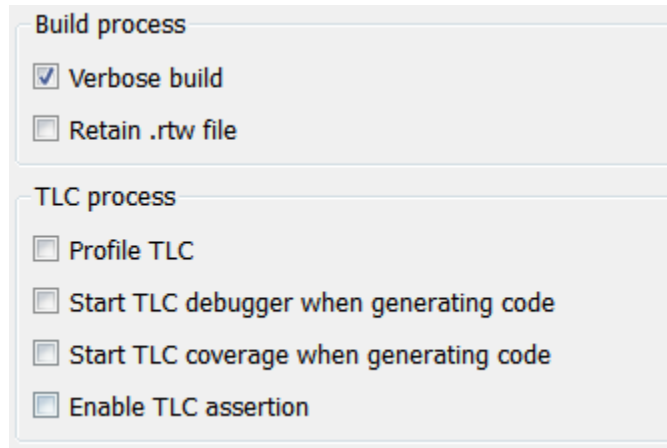 Build process
Verbose build
Retain .rtw file
TLC process
Profile TLC
Start TLC debugger when generating code
Start TLC coverage when generating code
Enable TLC assertion